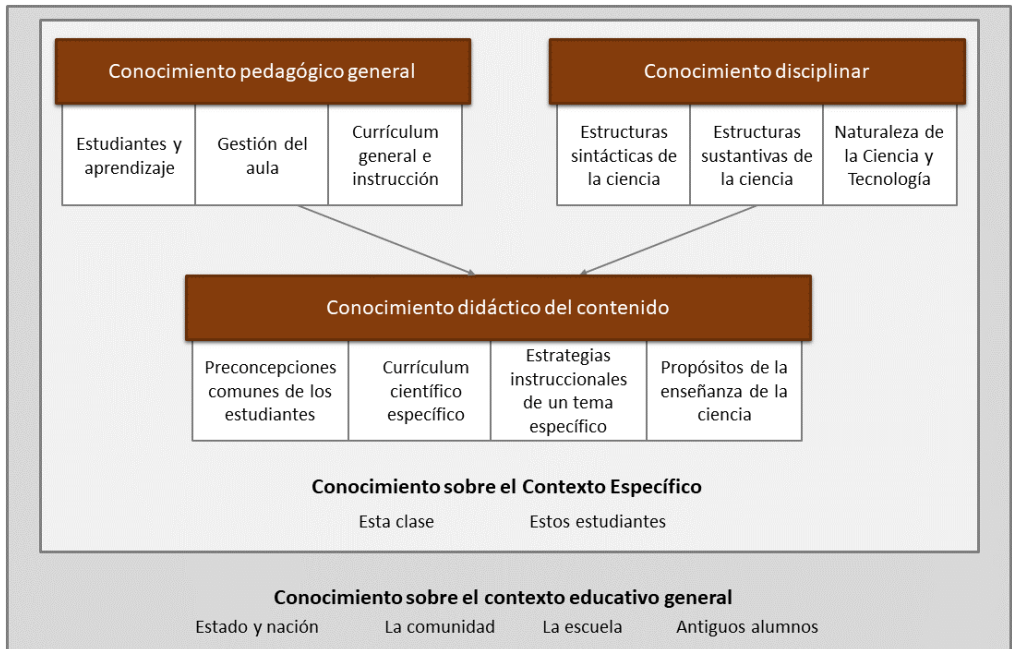 Conocimiento pedagógico general
Estudiantes y
aprendizaje
Gestión del
aula
Currículum
general e
instrucción
Conocimiento disciplinar
Estructuras
sintácticas de
la ciencia
Estructuras
sustantivas de
la ciencia
Naturaleza de
la Ciencia y
Tecnología
Conocimiento didáctico del contenido
Preconcepciones
comunes de los
estudiantes
Currículum
científico
específico
Estrategias
instruccionales
de un tema
específico
Propósitos de la
enseñanza de la
ciencia
Conocimiento sobre el Contexto Específico
Esta clase
Estos estudiantes
Conocimiento sobre el contexto educativo general
Estado y nación
La comunidad
La escuela
Antiguos alumnos